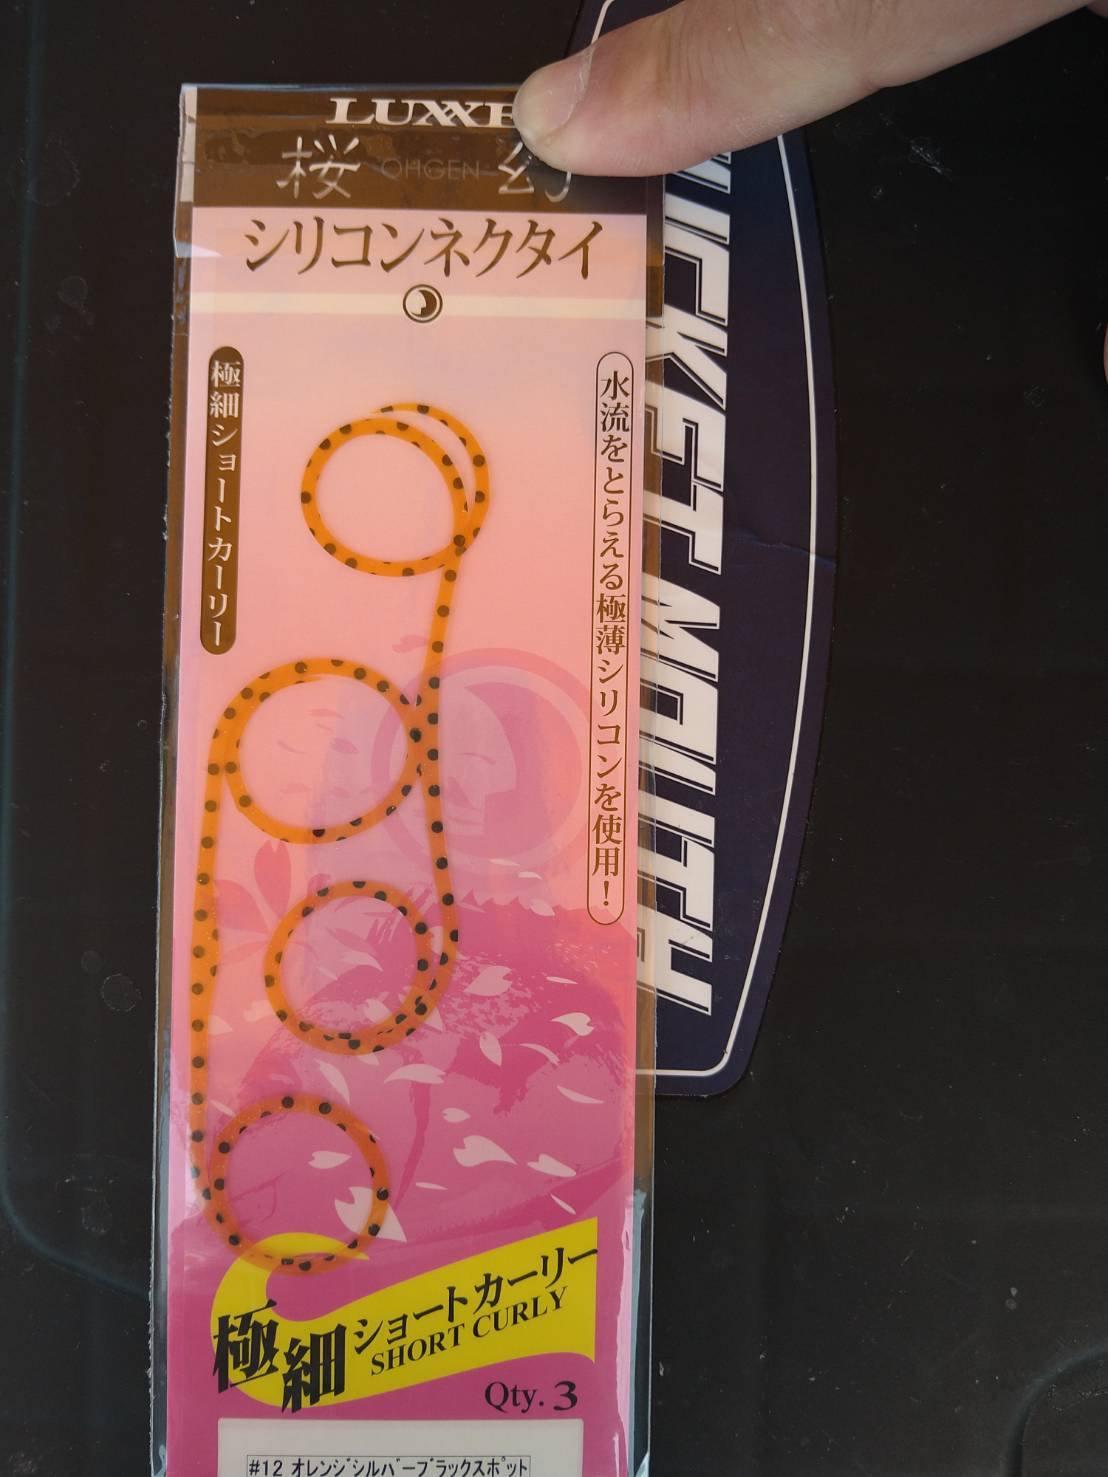 LUXXE
桜 OHGEN 幻
シリコンネクタイ
極細ショートカーリー
水流をとらえる極薄シリコンを使用！
極細ショートカーリー
SHORT CURLY
Qty. 3
#12 オレンジシルバーブラックスポット